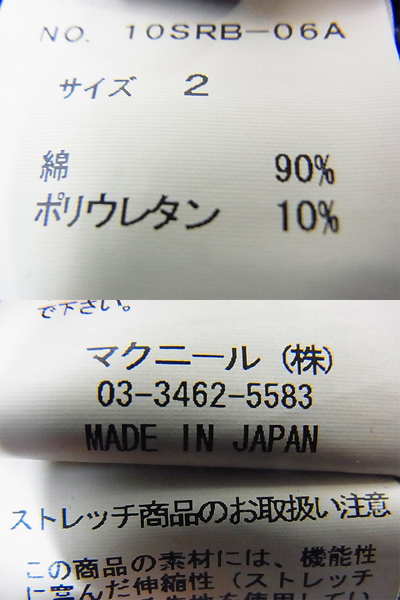 NO. 10SRB-06A
サイズ 2
綿 90%
ポリウレタン 10%
で下さい。
マクニール (株)
03-3462-5583
MADE IN JAPAN
ストレッチ商品のお取扱い注意
この商品の素材には、機能性
に富んだ伸縮性(ストレッチ